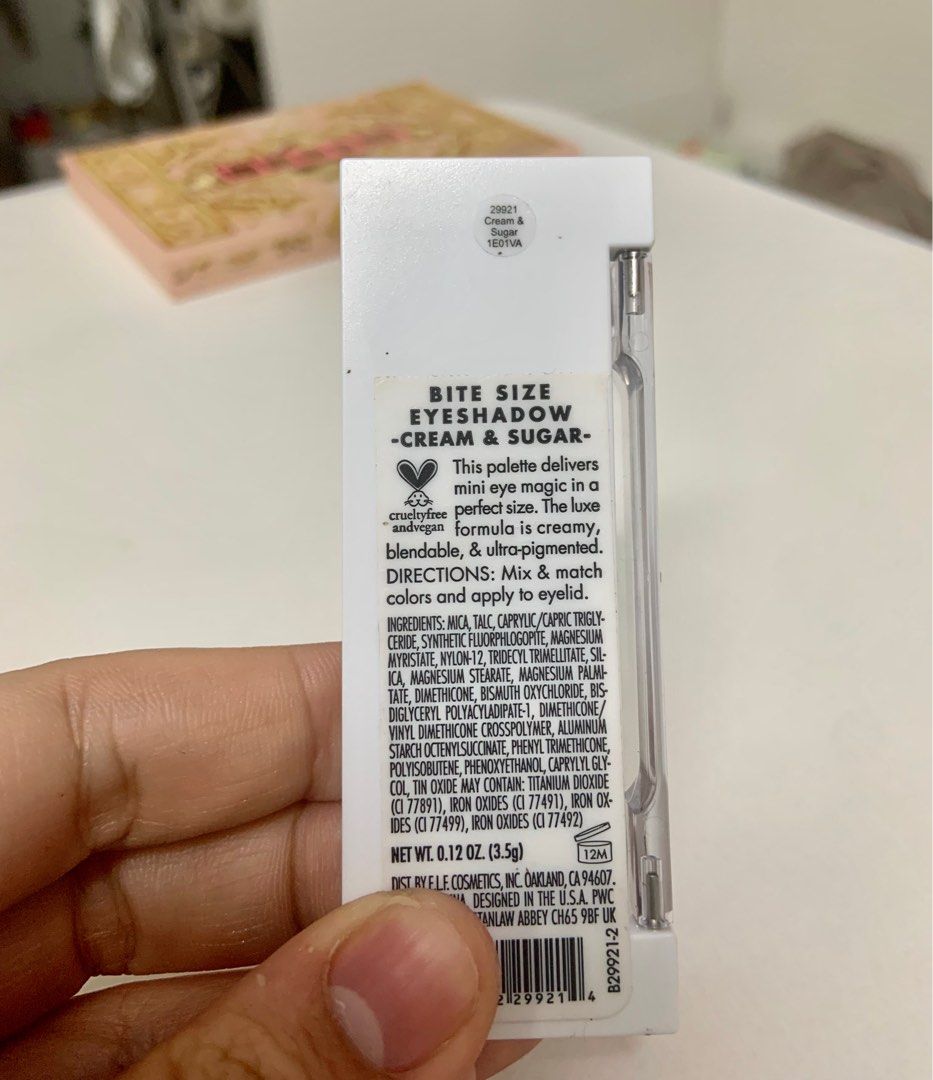 29921
Cream &
Sugar
1E01VA
BITE SIZE
EYESHADOW
-CREAM & SUGAR-
This palette delivers
mini eye magic in a
perfect size. The luxe
formula is creamy,
blendable, & ultra-pigmented.
crueltyfree
andvegan
DIRECTIONS: Mix & match
colors and apply to eyelid.
INGREDIENTS: MICA, TALC, CAPRYLIC/CAPRIC TRIGLY-
CERIDE, SYNTHETIC FLUORPHLOGOPITE, MAGNESIUM
MYRISTATE, NYLON-12, TRIDECYL TRIMELLITATE, SIL-
ICA, MAGNESIUM STEARATE, MAGNESIUM PALMI-
TATE, DIMETHICONE, BISMUTH OXYCHLORIDE, BIS-
DIGLYCERYL POLYACYLADIPATE-1, DIMETHICONE/
VINYL DIMETHICONE CROSSPOLYMER, ALUMINUM
STARCH OCTENYLSUCCINATE, PHENYL TRIMETHICONE,
POLYISOBUTENE, PHENOXYETHANOL, CAPRYLYL GLY-
COL, TIN OXIDE MAY CONTAIN: TITANIUM DIOXIDE
(CI 77891), IRON OXIDES (CI 77491), IRON OX-
IDES (CI 77499), IRON OXIDES (CI 77492)
NET WT. 0.12 OZ. (3.5g)
12M
DIST. BY E.L.F. COSMETICS, INC. OAKLAND, CA 94607.
DESIGNED IN THE U.S.A. PWC
ABBEY CH65 9BF UK
2 29921 4
B29921-2